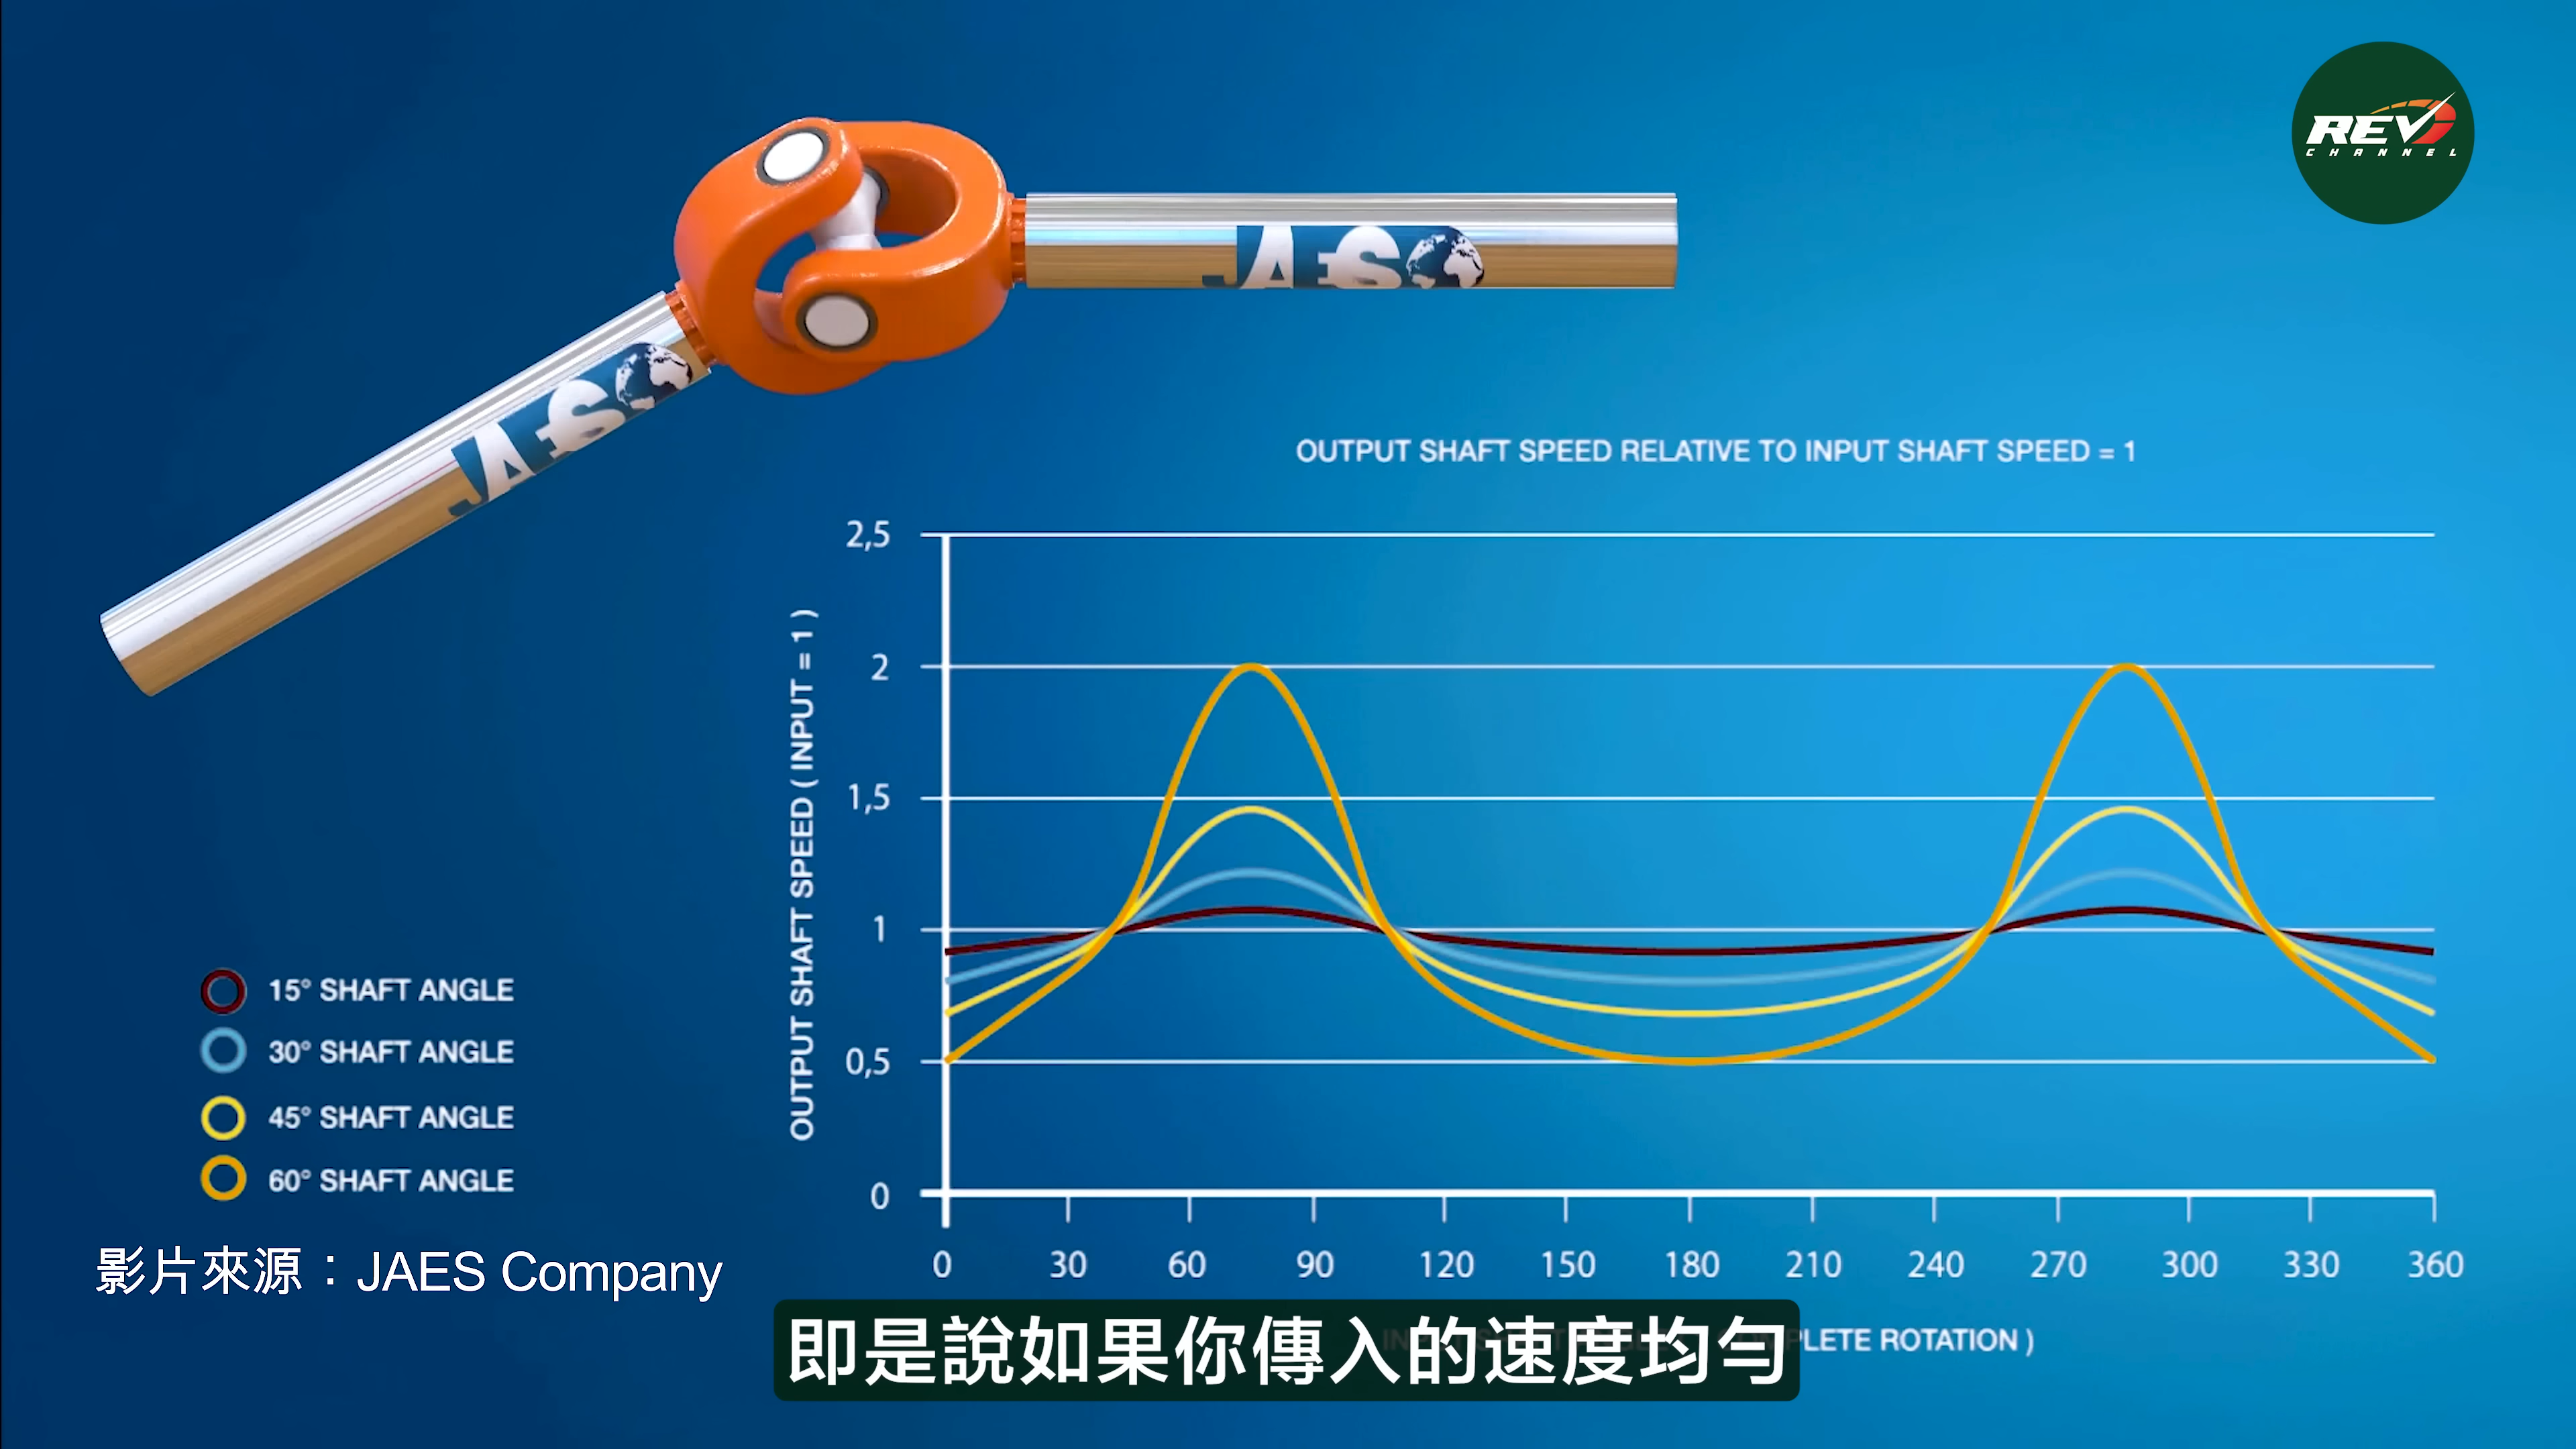 REV
CHANNEL
JAES
JAES
OUTPUT SHAFT SPEED RELATIVE TO INPUT SHAFT SPEED = 1
OUTPUT SHAFT SPEED ( INPUT = 1 )
2,5
2
1,5
1
0,5
0
0 30 60 90 120 150 180 210 240 270 300 330 360
15° SHAFT ANGLE
30° SHAFT ANGLE
45° SHAFT ANGLE
60° SHAFT ANGLE
影片來源：JAES Company
ROTATION )
即是說如果你傳入的速度均勻